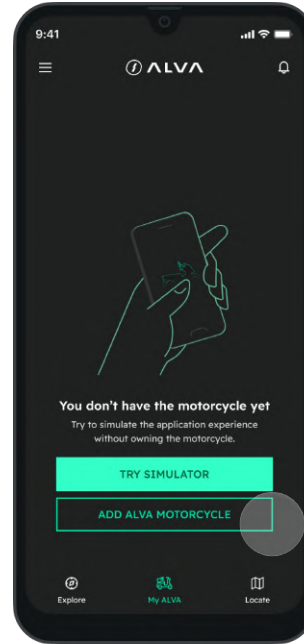 9:41
ALVA
You don't have the motorcycle yet
Try to simulate the application experience
without owning the motorcycle.
TRY SIMULATOR
ADD ALVA MOTORCYCLE
Explore
My ALVA
Locate